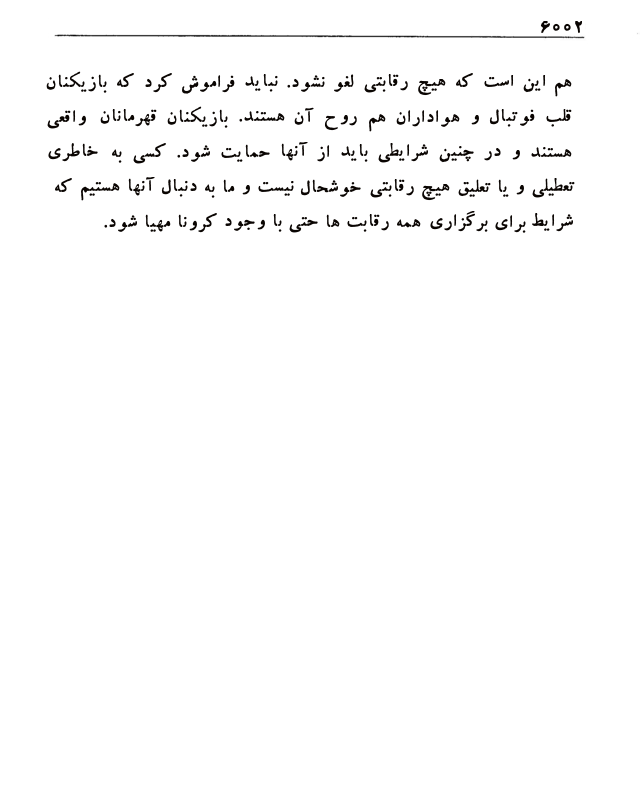 ۶۰۰۲
هم این است که هیچ رقابتی لغو نشود. نباید فراموش کرد که بازیکنان
قلب فوتبال و هواداران هم روح آن هستند. بازیکنان قهرمانان واقعی
هستند و در چنین شرایطی باید از آنها حمایت شود. کسی به خاطری
تعطیلی و یا تعلیق هیچ رقابتی خوشحال نیست و ما به دنبال آنها هستیم که
شرایط برای برگزاری همه رقابت ها حتی با وجود کرونا مهیا شود.